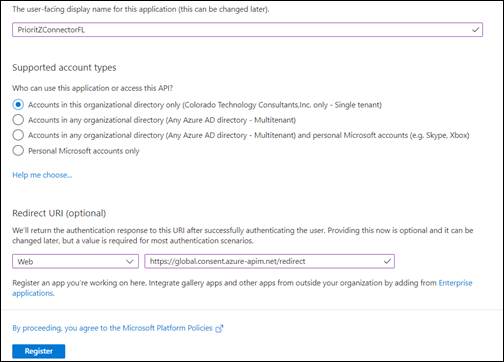 The user-facing display name for this application (this can be changed later).
PrioritZConnectorFL
Supported account types
Who can use this application or access this API?
Accounts in this organizational directory only (Colorado Technology Consultants,Inc. only - Single tenant)
Accounts in any organizational directory (Any Azure AD directory - Multitenant)
Accounts in any organizational directory (Any Azure AD directory - Multitenant) and personal Microsoft accounts (e.g. Skype, Xbox)
Personal Microsoft accounts only
Help me choose...
Redirect URI (optional)
We'll return the authentication response to this URI after successfully authenticating the user. Providing this now is optional and it can be
changed later, but a value is required for most authentication scenarios.
Web https://global.consent.azure-apim.net/redirect
Register an app you're working on here. Integrate gallery apps and other apps from outside your organization by adding from Enterprise
applications.
By proceeding, you agree to the Microsoft Platform Policies
Register